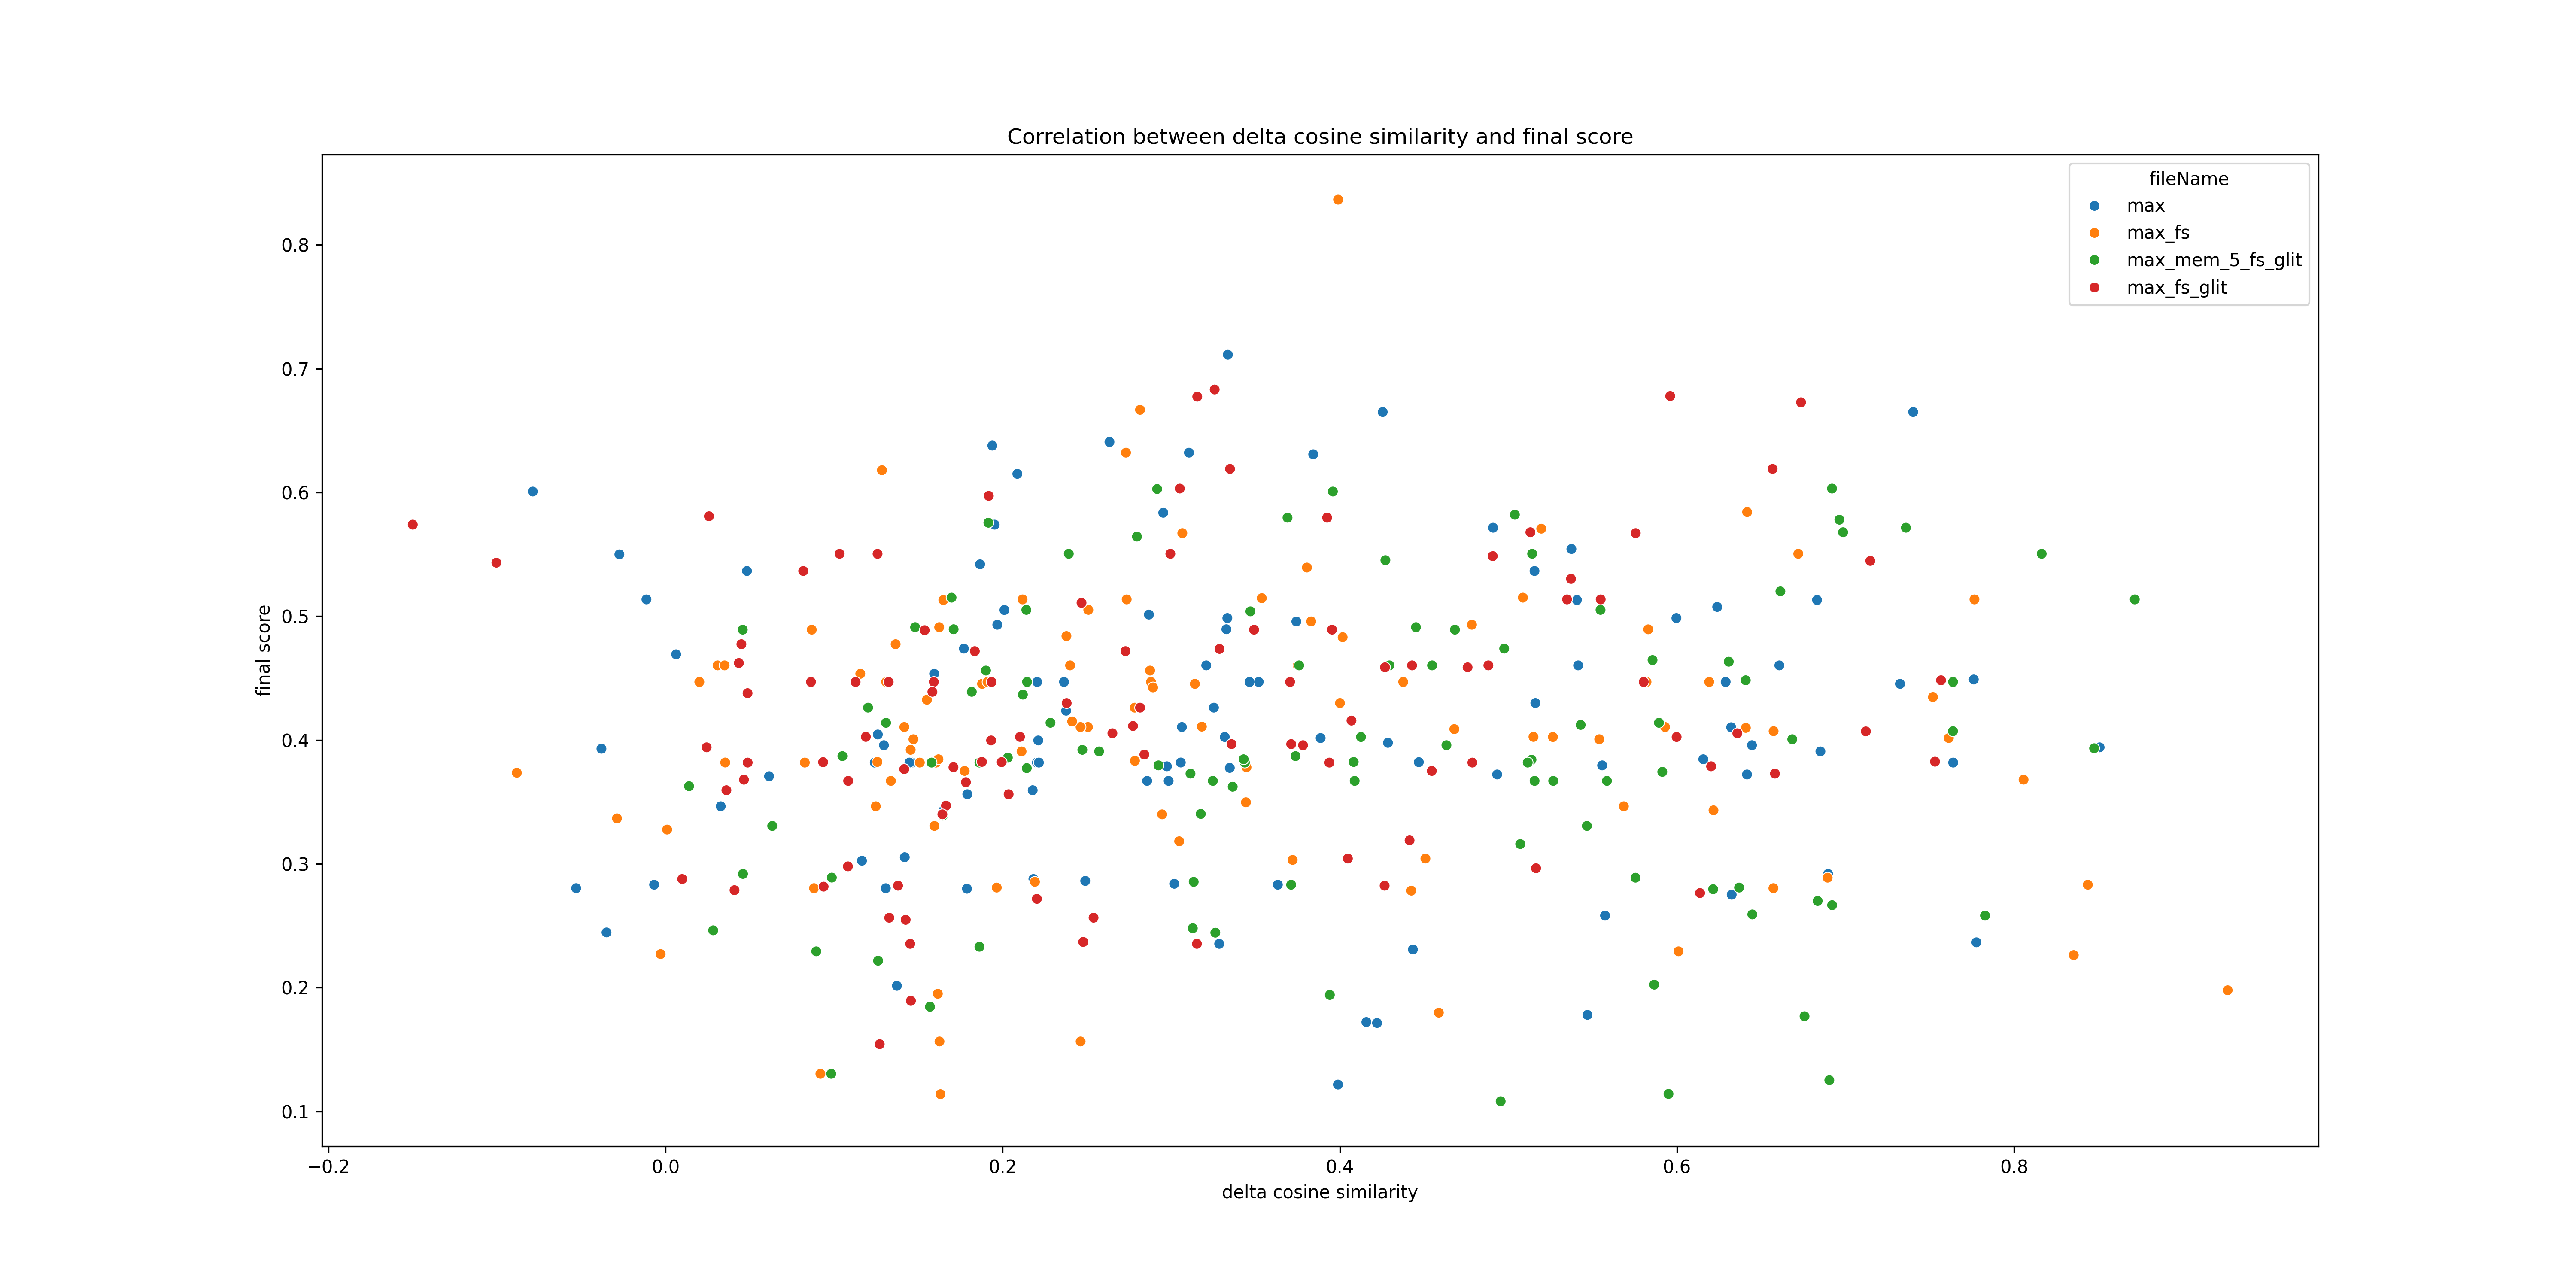 Correlation between delta cosine similarity and final score
fileName
max
max_fs
max_mem_5_fs_glit
max_fs_glit
final score
0.8
0.7
0.6
0.5
0.4
0.3
0.2
0.1
−0.2 0.0 0.2 0.4 0.6 0.8
delta cosine similarity